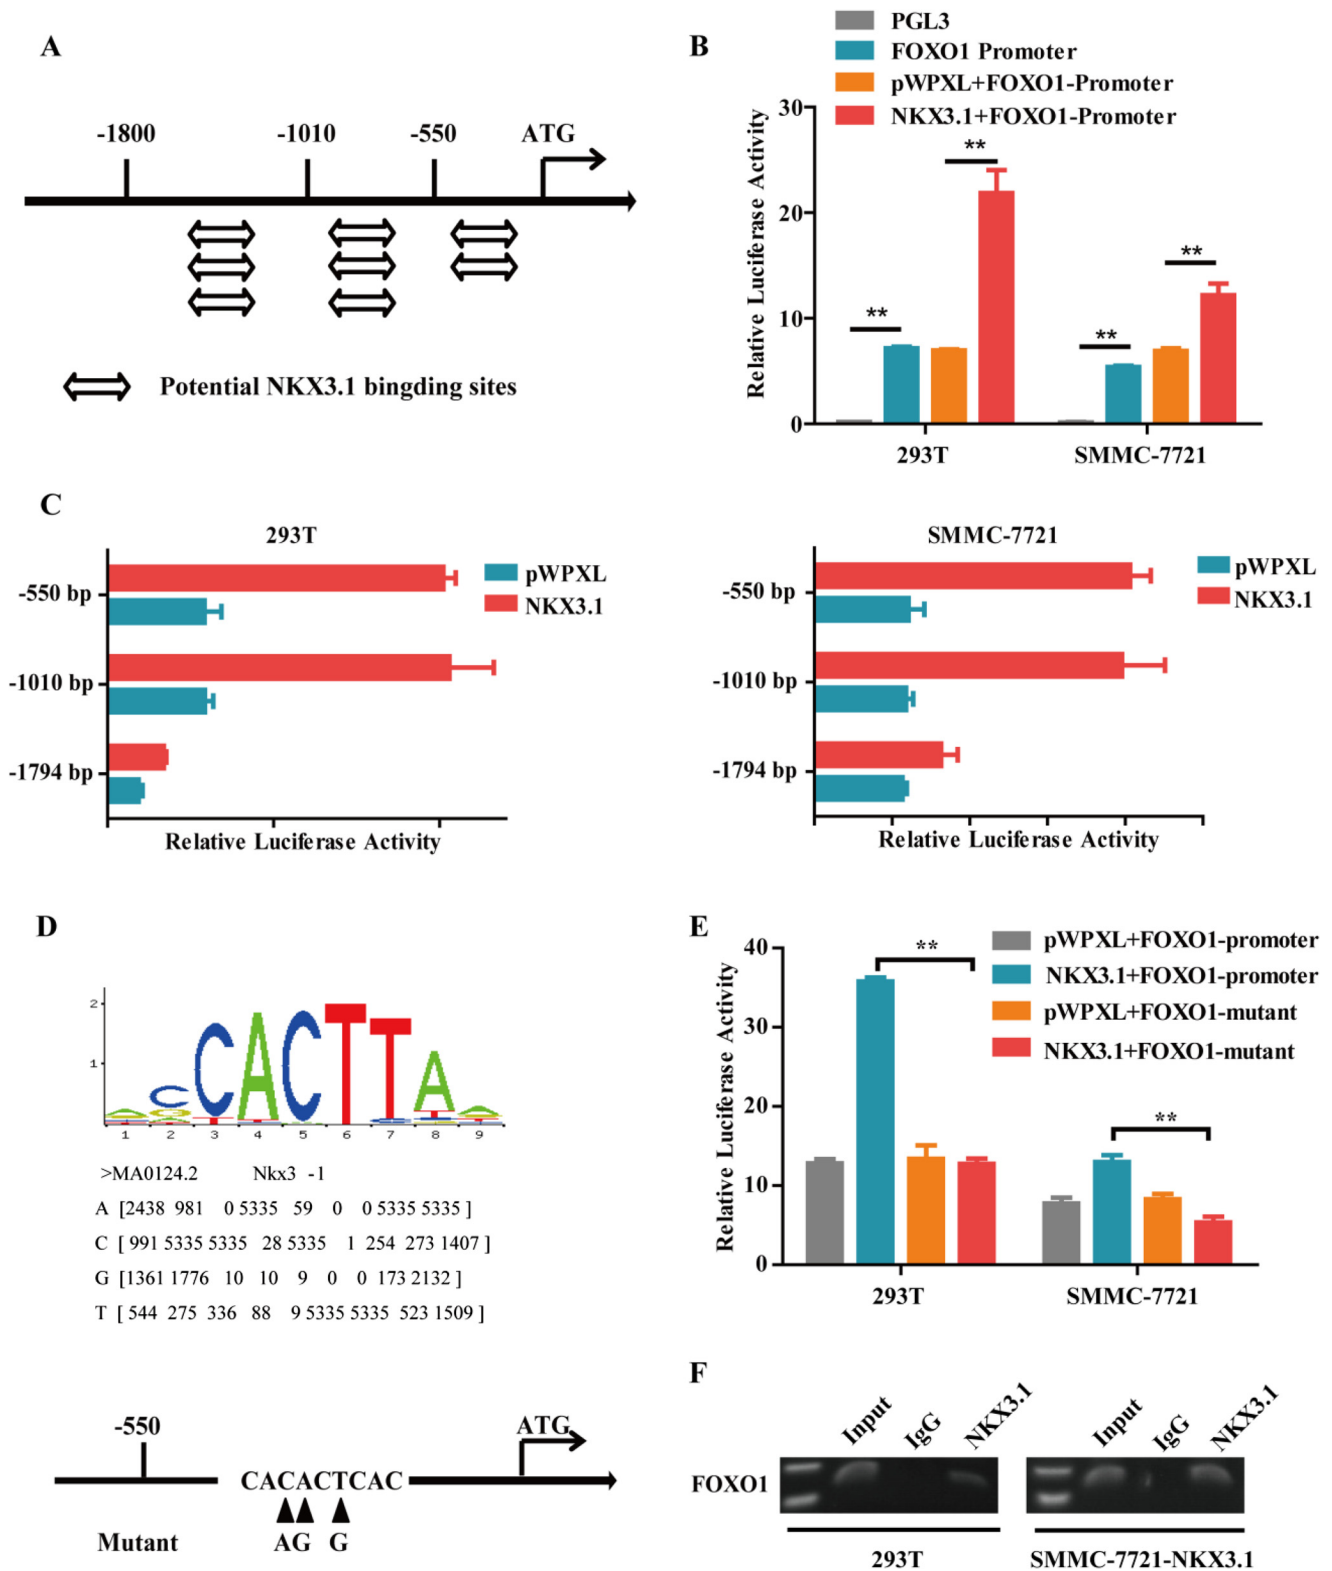 A
-1800 -1010 -550 ATG
Potential NKX3.1 bingding sites
B
PGL3
FOXO1 Promoter
pWPXL+FOXO1-Promoter
NKX3.1+FOXO1-Promoter
Relative Luciferase Activity
30
20
10
0
** ** ** **
293T SMMC-7721
C
293T
-550 bp
-1010 bp
-1794 bp
pWPXL
NKX3.1
Relative Luciferase Activity
SMMC-7721
-550 bp
-1010 bp
-1794 bp
pWPXL
NKX3.1
Relative Luciferase Activity
D
2
1
A C C A C T T A A
1 2 3 4 5 6 7 8 9
>MA0124.2 Nkx3 -1
A [2438 981 0 5335 59 0 0 5335 5335 ]
C [ 991 5335 5335 28 5335 1 254 273 1407 ]
G [1361 1776 10 10 9 0 0 173 2132 ]
T [ 544 275 336 88 9 5335 5335 523 1509 ]
-550 ATG
CACACTCAC
Mutant AG G
E
pWPXL+FOXO1-promoter
NKX3.1+FOXO1-promoter
pWPXL+FOXO1-mutant
NKX3.1+FOXO1-mutant
Relative Luciferase Activity
40
30
20
10
0
** **
293T SMMC-7721
F
Input IgG NKX3.1 Input IgG NKX3.1
FOXO1
293T SMMC-7721-NKX3.1